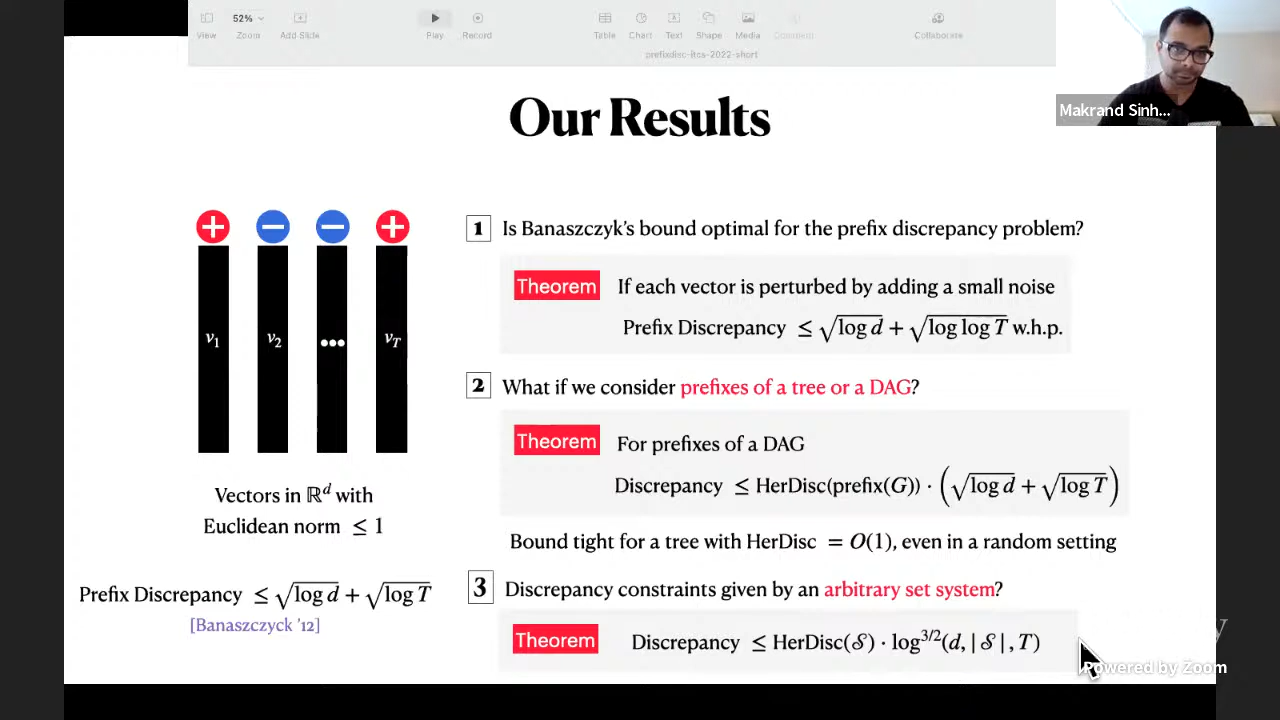 52%
View
Zoom
Add Slide
Play
Record
Table
Chart
Text
Shape
Media
Comment
Collaborate
prefixdisc-itcs-2022-short
Makrand Sinh...
Our Results
v₁
v₂
•••
v_T
Vectors in ℝᵈ with
Euclidean norm ≤ 1
Prefix Discrepancy ≤ √log d + √log T
[Banaszczyck '12]
1 Is Banaszczyk's bound optimal for the prefix discrepancy problem?
Theorem If each vector is perturbed by adding a small noise
Prefix Discrepancy ≤ √log d + √log log T w.h.p.
2 What if we consider prefixes of a tree or a DAG?
Theorem For prefixes of a DAG
Discrepancy ≤ HerDisc(prefix(G)) · (√log d + √log T)
Bound tight for a tree with HerDisc = O(1), even in a random setting
3 Discrepancy constraints given by an arbitrary set system?
Theorem Discrepancy ≤ HerDisc(𝒮) · log^{3/2}(d, |𝒮|, T)
Powered by Zoom